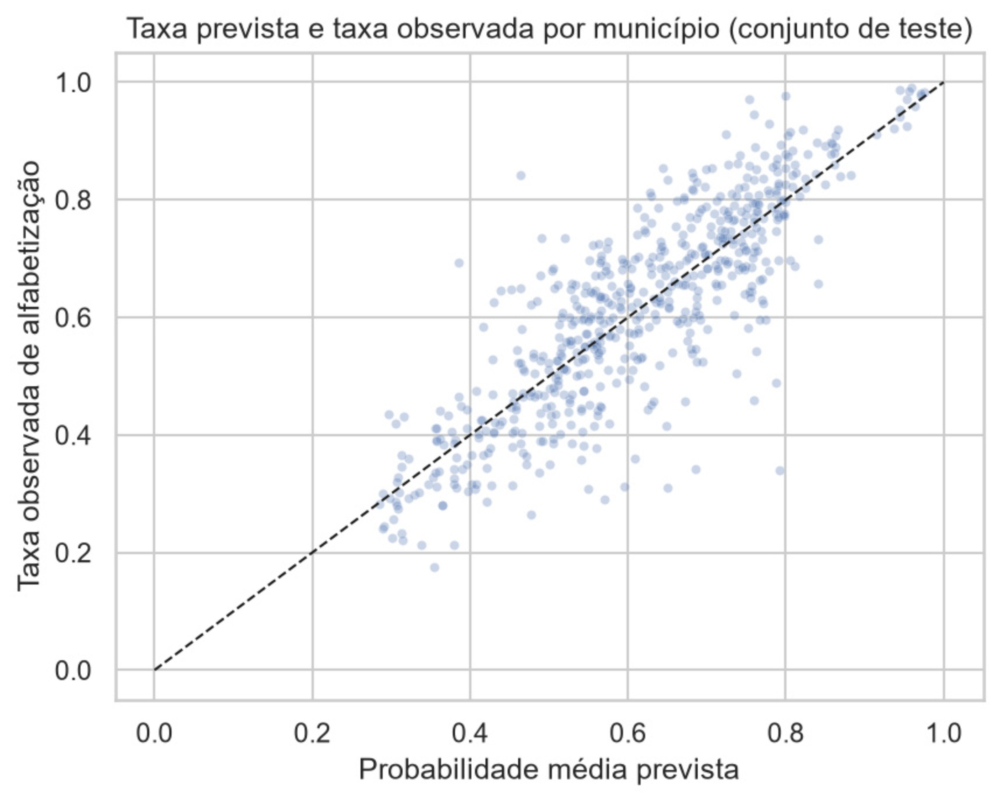 Taxa prevista e taxa observada por município (conjunto de teste)
Taxa observada de alfabetização
1.0
0.8
0.6
0.4
0.2
0.0
0.0 0.2 0.4 0.6 0.8 1.0
Probabilidade média prevista